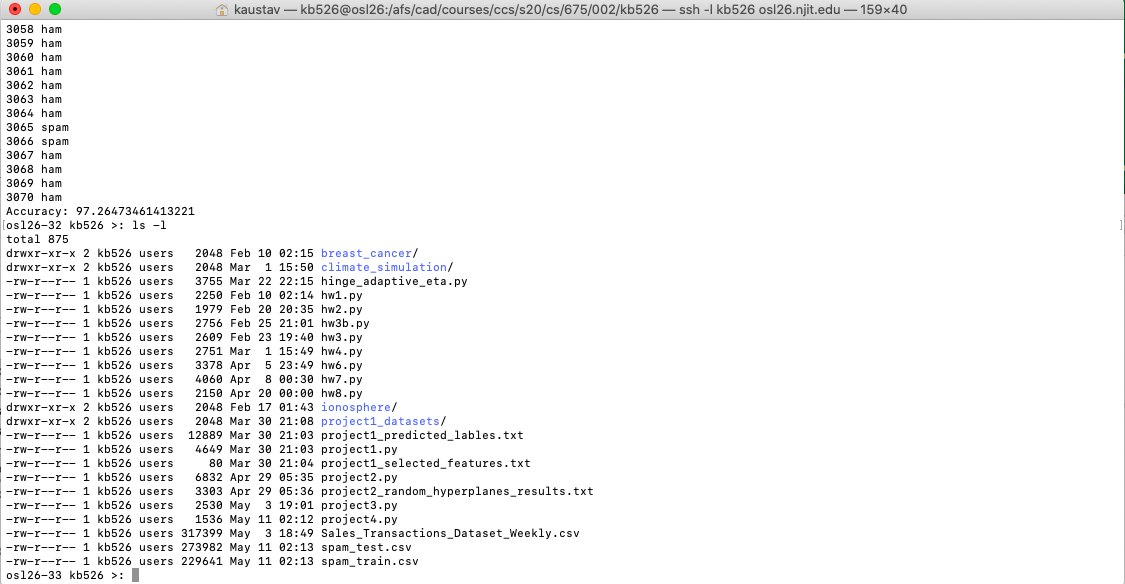 kaustav — kb526@osl26:/afs/cad/courses/ccs/s20/cs/675/002/kb526 — ssh -l kb526 osl26.njit.edu — 159×40
3058 ham
3059 ham
3060 ham
3061 ham
3062 ham
3063 ham
3064 ham
3065 spam
3066 spam
3067 ham
3068 ham
3069 ham
3070 ham
Accuracy: 97.26473461413221
[osl26-32 kb526 >: ls -l ]
total 875
drwxr-xr-x 2 kb526 users   2048 Feb 10 02:15 breast_cancer/
drwxr-xr-x 2 kb526 users   2048 Mar  1 15:50 climate_simulation/
-rw-r--r-- 1 kb526 users   3755 Mar 22 22:15 hinge_adaptive_eta.py
-rw-r--r-- 1 kb526 users   2250 Feb 10 02:14 hw1.py
-rw-r--r-- 1 kb526 users   1979 Feb 20 20:35 hw2.py
-rw-r--r-- 1 kb526 users   2756 Feb 25 21:01 hw3b.py
-rw-r--r-- 1 kb526 users   2609 Feb 23 19:40 hw3.py
-rw-r--r-- 1 kb526 users   2751 Mar  1 15:49 hw4.py
-rw-r--r-- 1 kb526 users   3378 Apr  5 23:49 hw6.py
-rw-r--r-- 1 kb526 users   4060 Apr  8 00:30 hw7.py
-rw-r--r-- 1 kb526 users   2150 Apr 20 00:00 hw8.py
drwxr-xr-x 2 kb526 users   2048 Feb 17 01:43 ionosphere/
drwxr-xr-x 2 kb526 users   2048 Mar 30 21:08 project1_datasets/
-rw-r--r-- 1 kb526 users  12889 Mar 30 21:03 project1_predicted_lables.txt
-rw-r--r-- 1 kb526 users   4649 Mar 30 21:03 project1.py
-rw-r--r-- 1 kb526 users     80 Mar 30 21:04 project1_selected_features.txt
-rw-r--r-- 1 kb526 users   6832 Apr 29 05:35 project2.py
-rw-r--r-- 1 kb526 users   3303 Apr 29 05:36 project2_random_hyperplanes_results.txt
-rw-r--r-- 1 kb526 users   2530 May  3 19:01 project3.py
-rw-r--r-- 1 kb526 users   1536 May 11 02:12 project4.py
-rw-r--r-- 1 kb526 users 317399 May  3 18:49 Sales_Transactions_Dataset_Weekly.csv
-rw-r--r-- 1 kb526 users 273982 May 11 02:13 spam_test.csv
-rw-r--r-- 1 kb526 users 229641 May 11 02:13 spam_train.csv
osl26-33 kb526 >: